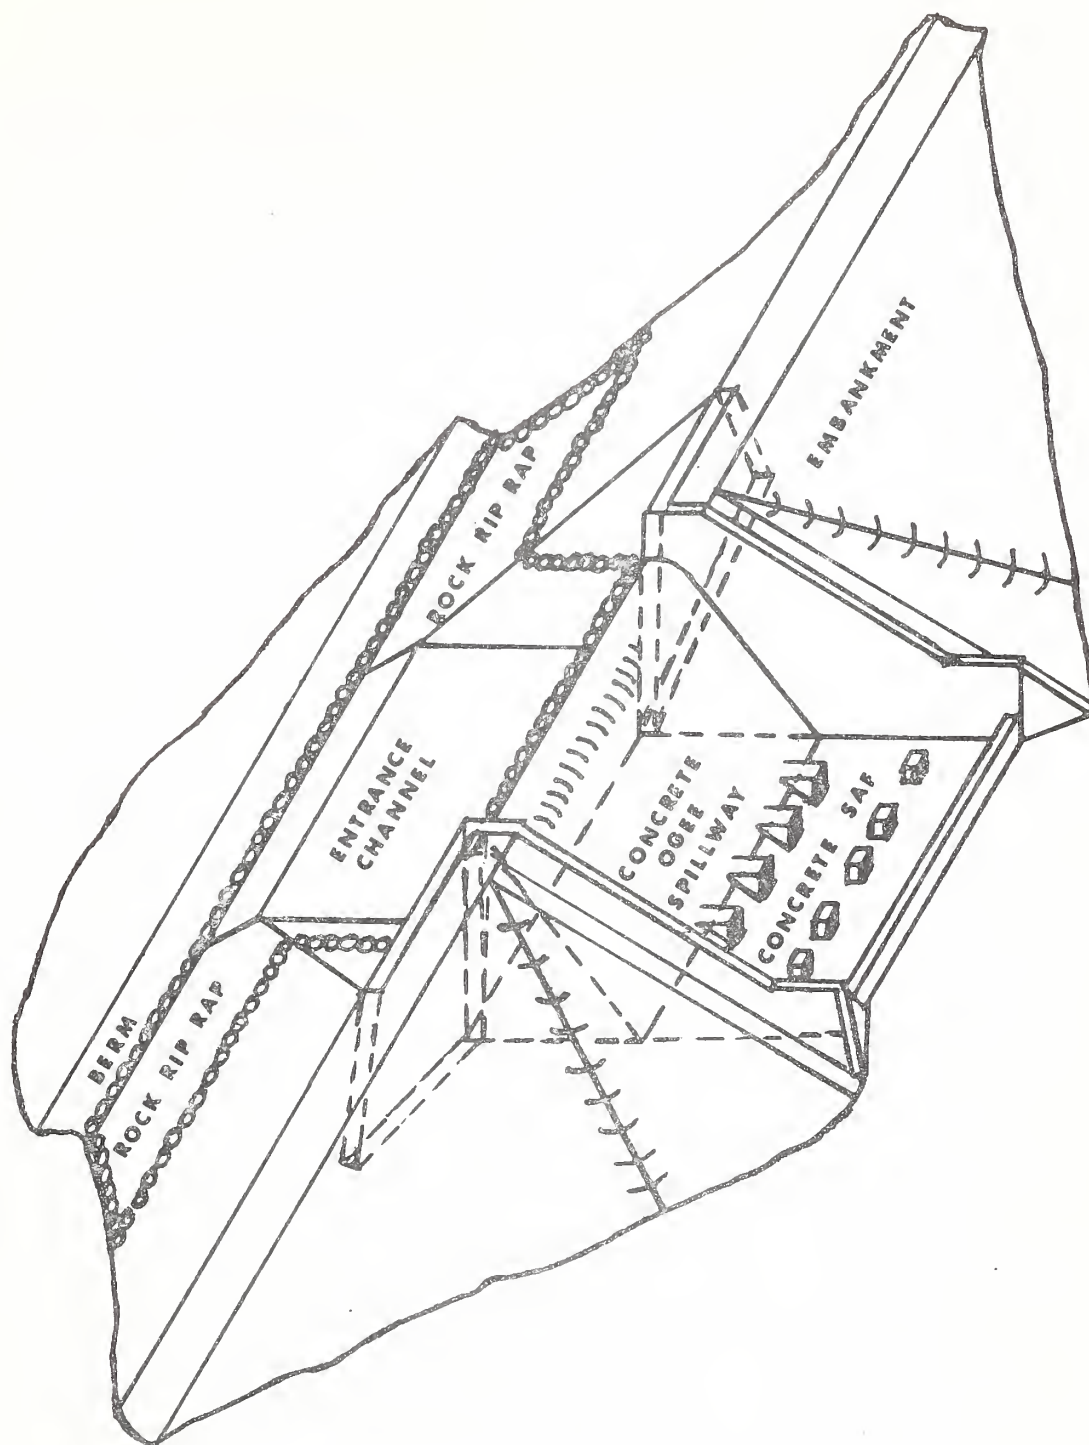 BERM
ROCK RIP RAP
ENTRANCE
CHANNEL
ROCK RIP RAP
CONCRETE
OGEE
SPILLWAY
CONCRETE SAF
EMBANKMENT